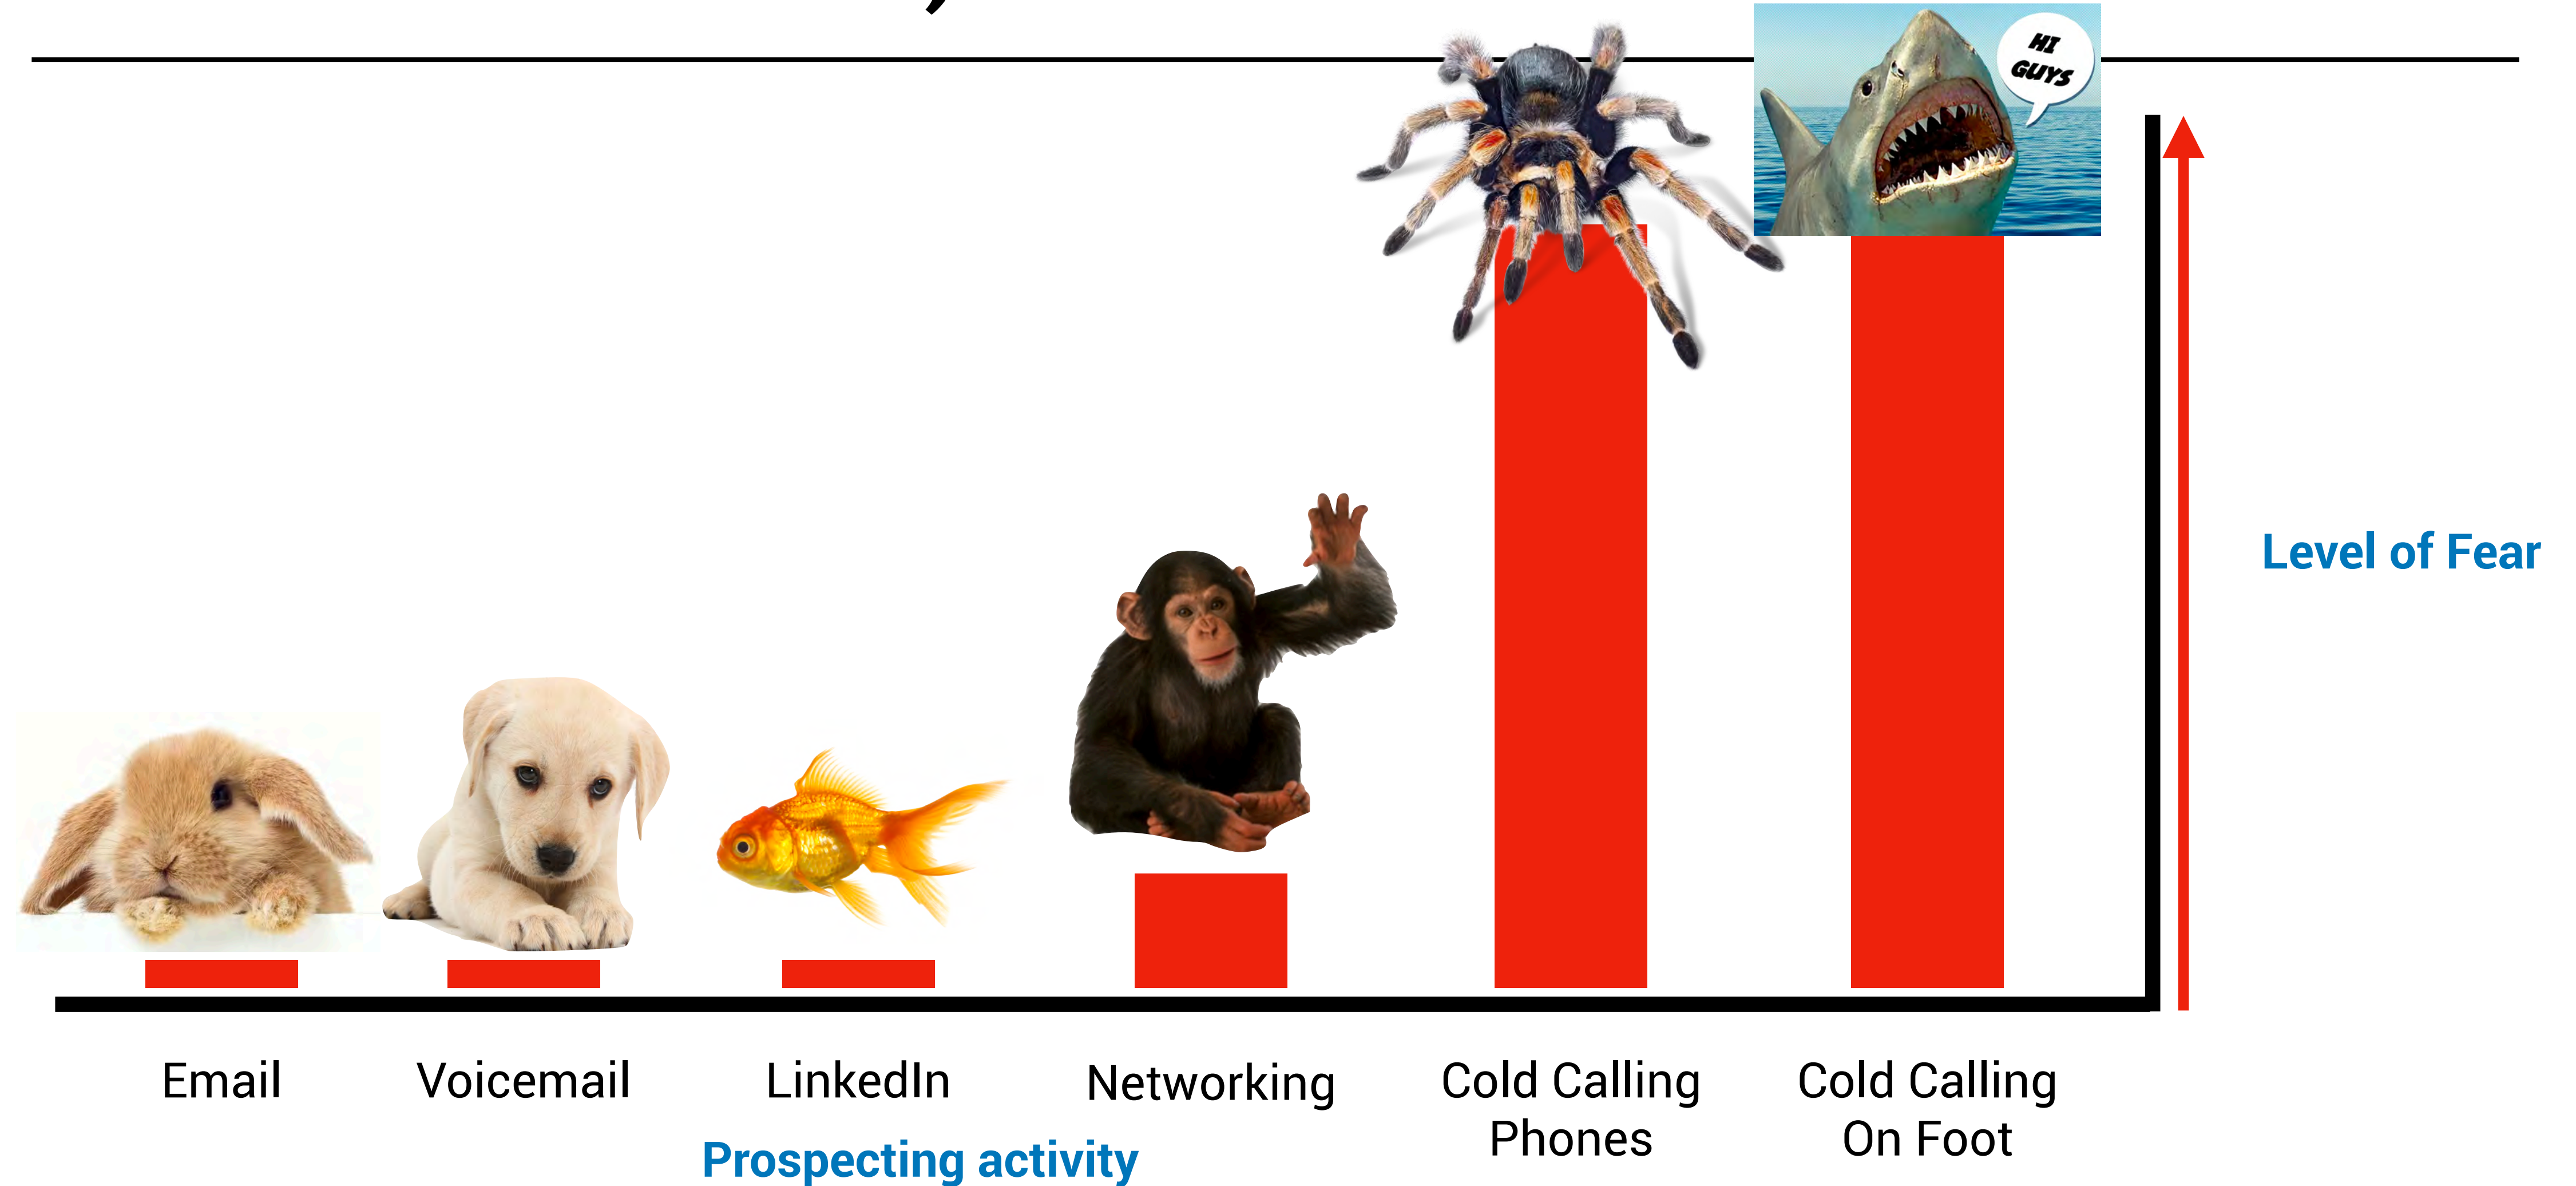 HI
GUYS
Level of Fear
Email
Voicemail
LinkedIn
Networking
Cold Calling
Phones
Cold Calling
On Foot
Prospecting activity